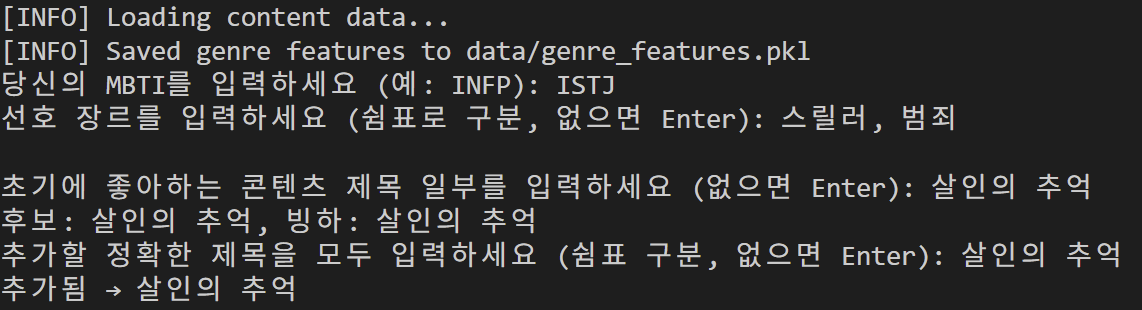 [INFO] Loading content data...
[INFO] Saved genre features to data/genre_features.pkl
당신의 MBTI를 입력하세요 (예: INFP): ISTJ
선호 장르를 입력하세요 (쉼표로 구분, 없으면 Enter): 스릴러, 범죄
초기에 좋아하는 콘텐츠 제목 일부를 입력하세요 (없으면 Enter): 살인의 추억
후보: 살인의 추억, 빙하: 살인의 추억
추가할 정확한 제목을 모두 입력하세요 (쉼표 구분, 없으면 Enter): 살인의 추억
추가됨 → 살인의 추억